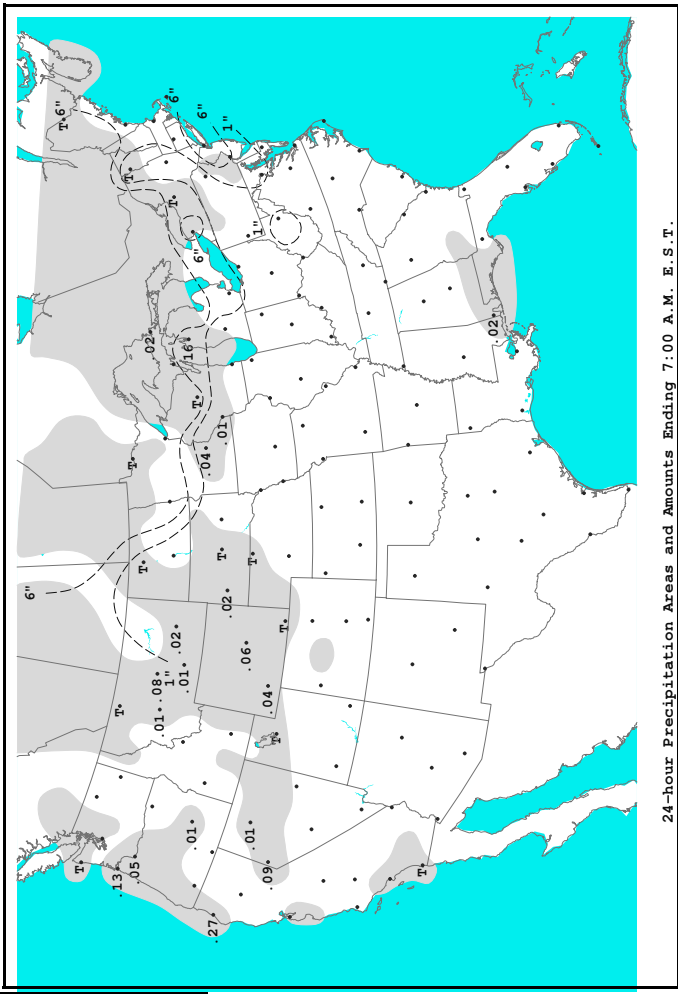 6"
T
6"
6"
1"
T
T
1"
6"
.02
.16
T
.01
.04
T
.02
6"
T
T
T
.02
T
.02
.06
1"
.01
.08
.01
.04
T
T
.01
.01
.09
T
.13
.05
.27
T
24-hour Precipitation Areas and Amounts Ending 7:00 A.M. E.S.T.